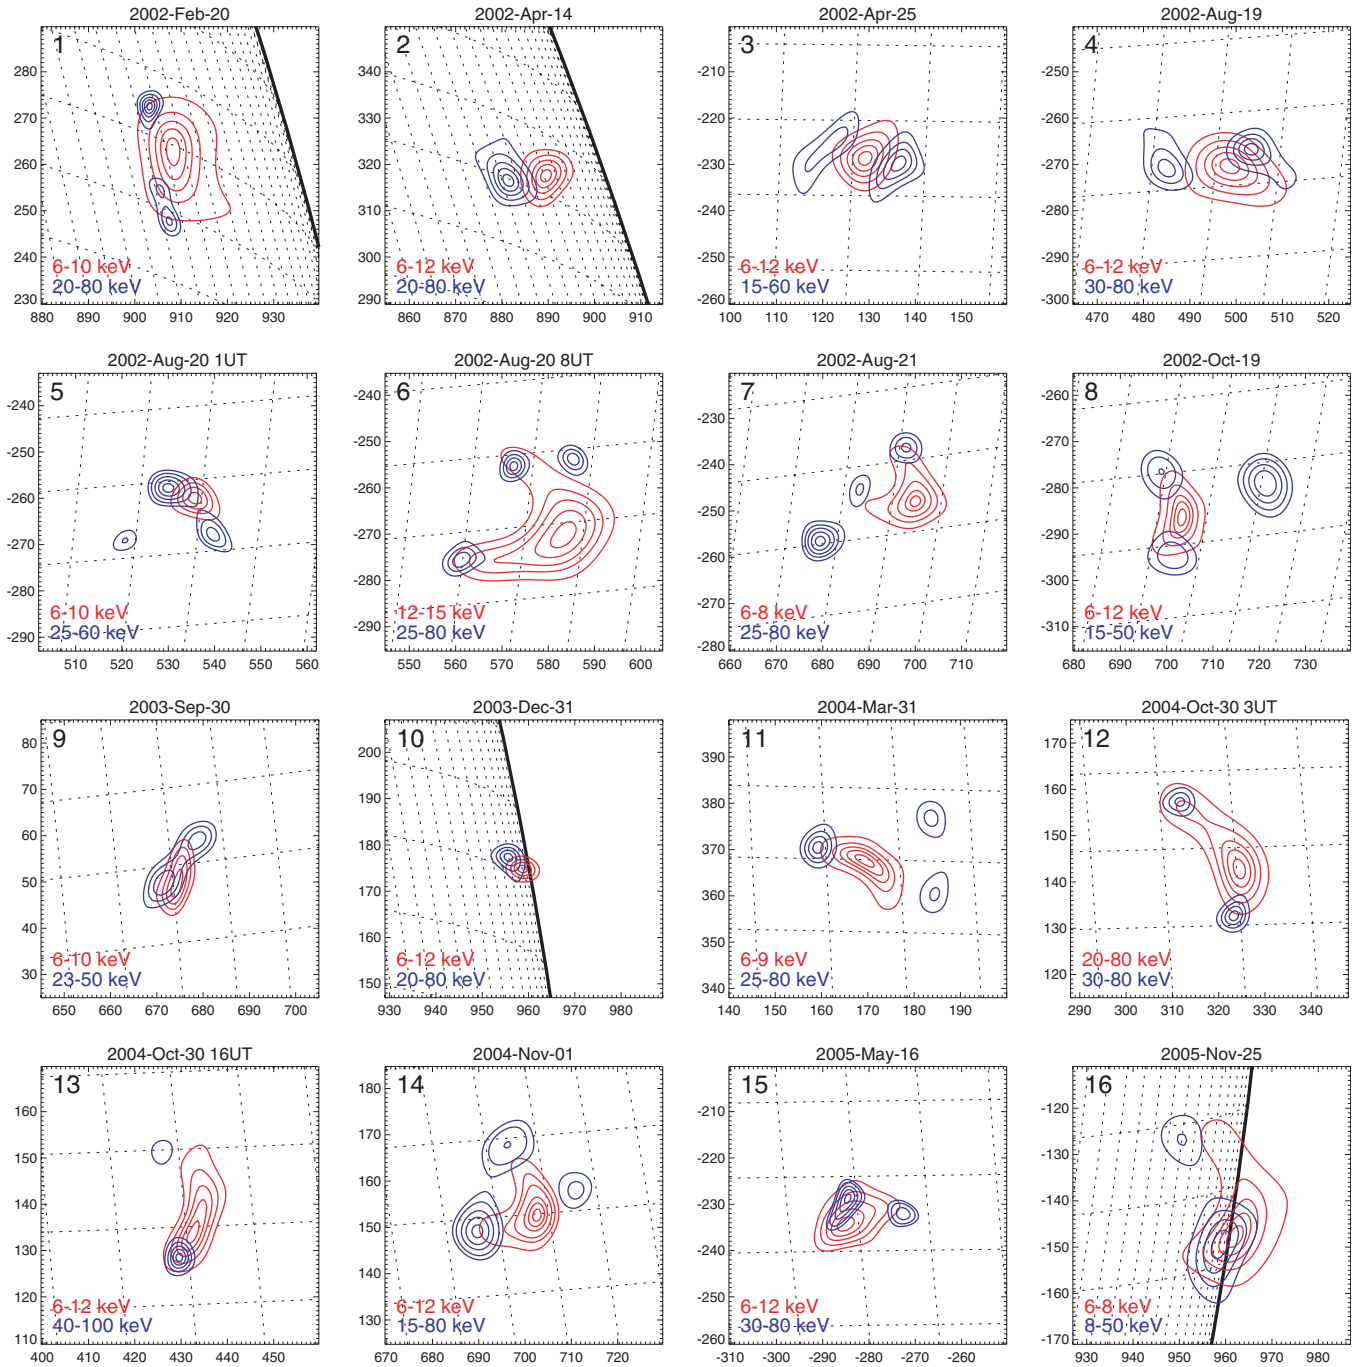 2002-Feb-20
1
280
270
260
250
240
230
6-10 keV
20-80 keV
880 890 900 910 920 930
2002-Apr-14
2
340
330
320
310
300
290
6-12 keV
20-80 keV
860 870 880 890 900 910
2002-Apr-25
3
-210
-220
-230
-240
-250
-260
6-12 keV
15-60 keV
100 110 120 130 140 150
2002-Aug-19
4
-250
-260
-270
-280
-290
-300
6-12 keV
30-80 keV
470 480 490 500 510 520
2002-Aug-20 1UT
5
-240
-250
-260
-270
-280
-290
6-10 keV
25-60 keV
510 520 530 540 550 560
2002-Aug-20 8UT
6
-240
-250
-260
-270
-280
-290
12-15 keV
25-80 keV
550 560 570 580 590 600
2002-Aug-21
7
-230
-240
-250
-260
-270
-280
6-8 keV
25-80 keV
660 670 680 690 700 710
2002-Oct-19
8
-260
-270
-280
-290
-300
-310
6-12 keV
15-50 keV
680 690 700 710 720 730
2003-Sep-30
9
80
70
60
50
40
30
6-10 keV
23-50 keV
650 660 670 680 690 700
2003-Dec-31
10
200
190
180
170
160
150
6-12 keV
20-80 keV
930 940 950 960 970 980
2004-Mar-31
11
390
380
370
360
350
340
6-9 keV
25-80 keV
140 150 160 170 180 190
2004-Oct-30 3UT
12
170
160
150
140
130
120
20-80 keV
30-80 keV
290 300 310 320 330 340
2004-Oct-30 16UT
13
160
150
140
130
120
110
6-12 keV
40-100 keV
400 410 420 430 440 450
2004-Nov-01
14
180
170
160
150
140
130
6-12 keV
15-80 keV
670 680 690 700 710 720
2005-May-16
15
-210
-220
-230
-240
-250
-260
6-12 keV
30-80 keV
-310 -300 -290 -280 -270 -260
2005-Nov-25
16
-120
-130
-140
-150
-160
-170
6-8 keV
8-50 keV
930 940 950 960 970 980